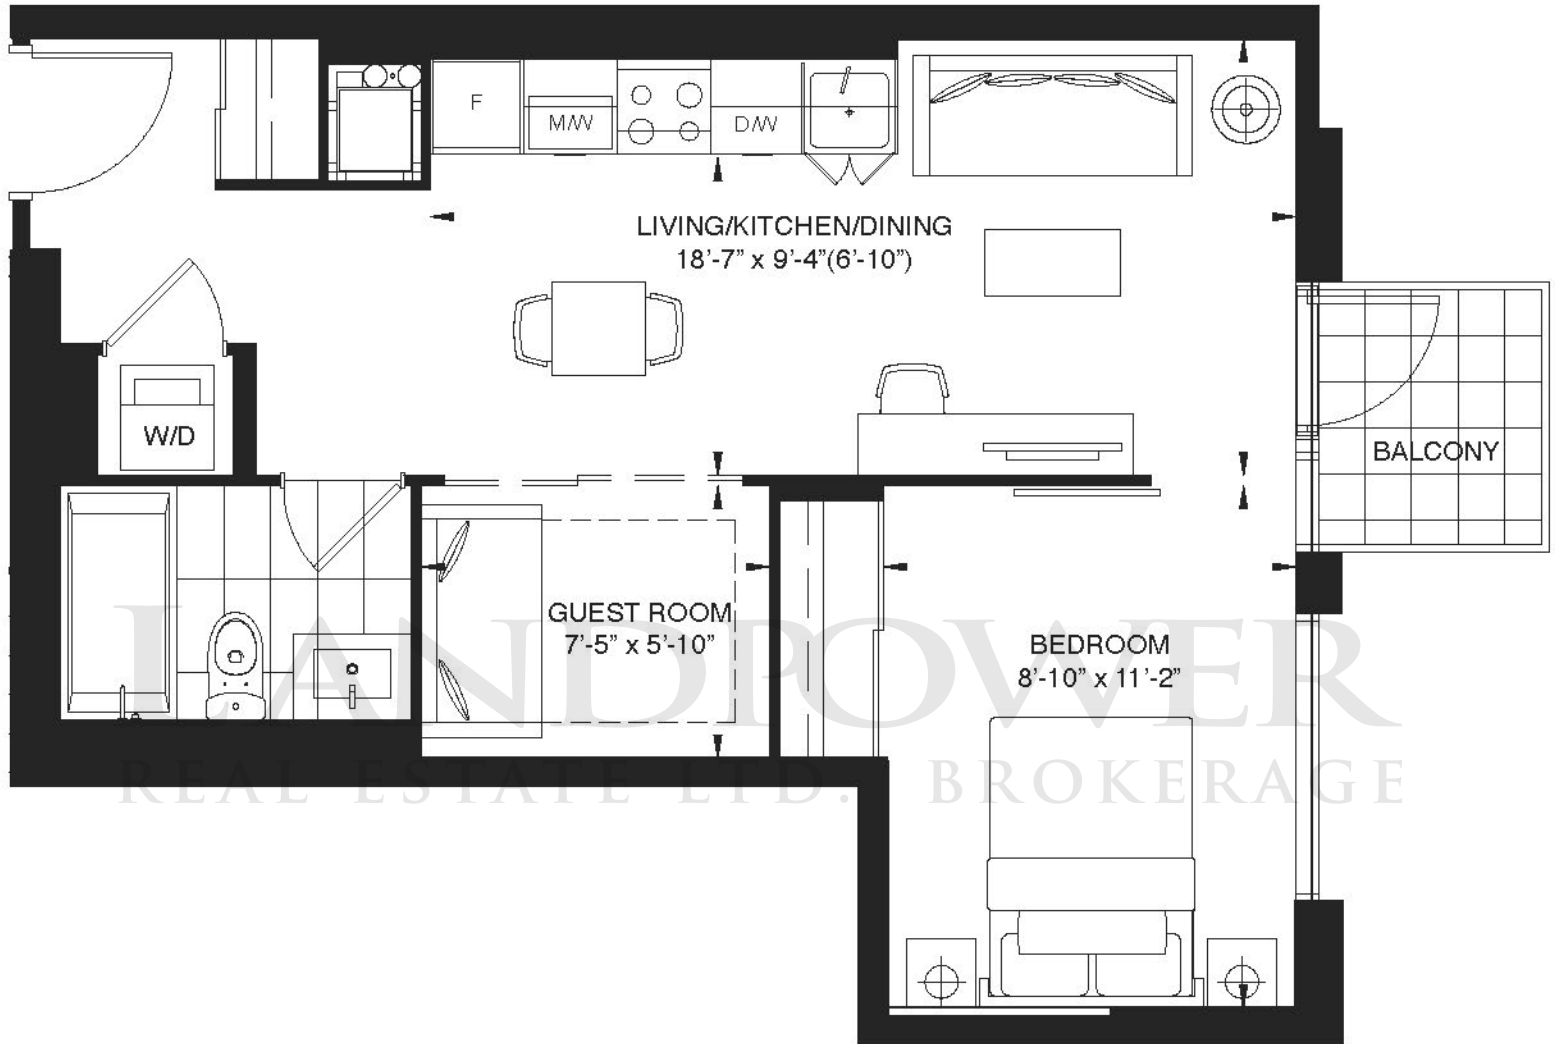 F
M/W
D/W
LIVING/KITCHEN/DINING
18'-7" x 9'-4"(6'-10")
W/D
BALCONY
GUEST ROOM
7'-5" x 5'-10"
BEDROOM
8'-10" x 11'-2"
LANDPOWER
REAL ESTATE LTD. BROKERAGE